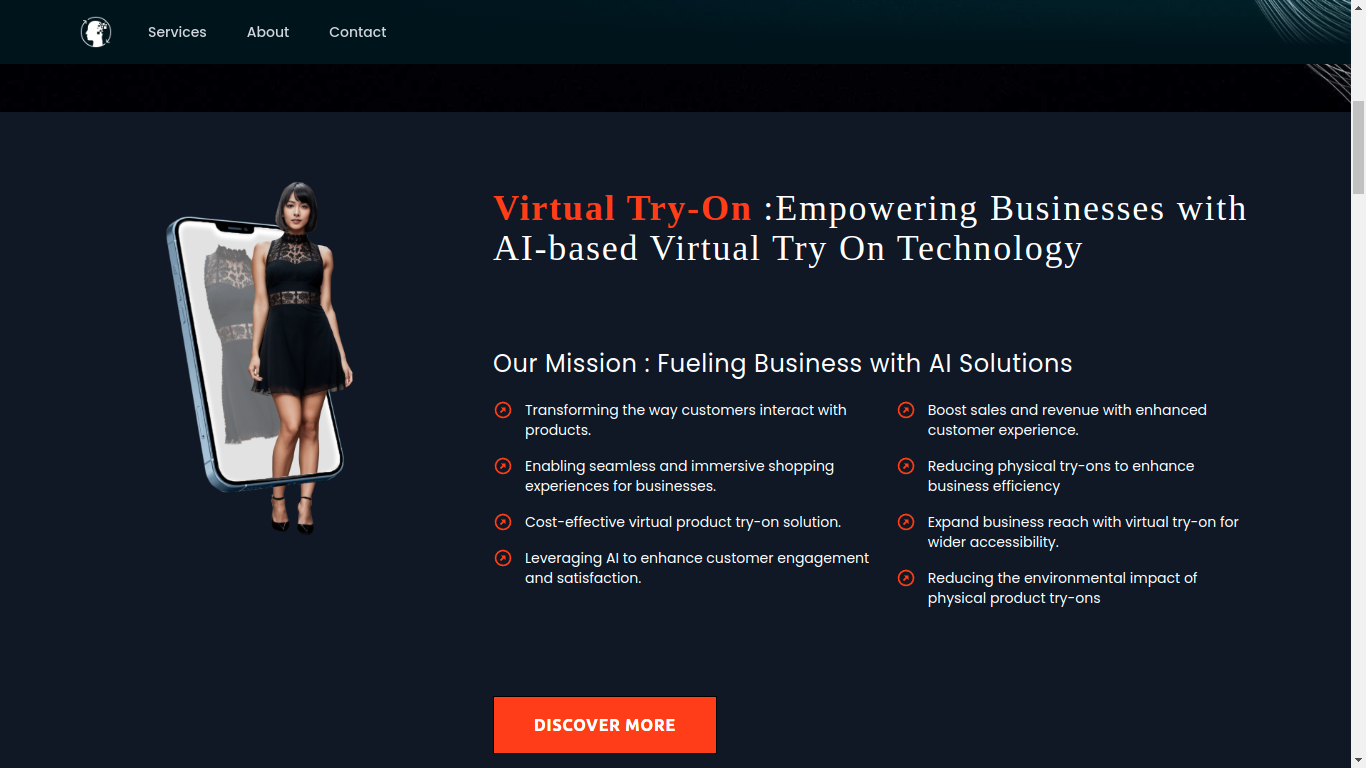 Services About Contact
Virtual Try-On :Empowering Businesses with
AI-based Virtual Try On Technology
Our Mission : Fueling Business with AI Solutions
Transforming the way customers interact with
products.
Enabling seamless and immersive shopping
experiences for businesses.
Cost-effective virtual product try-on solution.
Leveraging AI to enhance customer engagement
and satisfaction.
Boost sales and revenue with enhanced
customer experience.
Reducing physical try-ons to enhance
business efficiency
Expand business reach with virtual try-on for
wider accessibility.
Reducing the environmental impact of
physical product try-ons
DISCOVER MORE